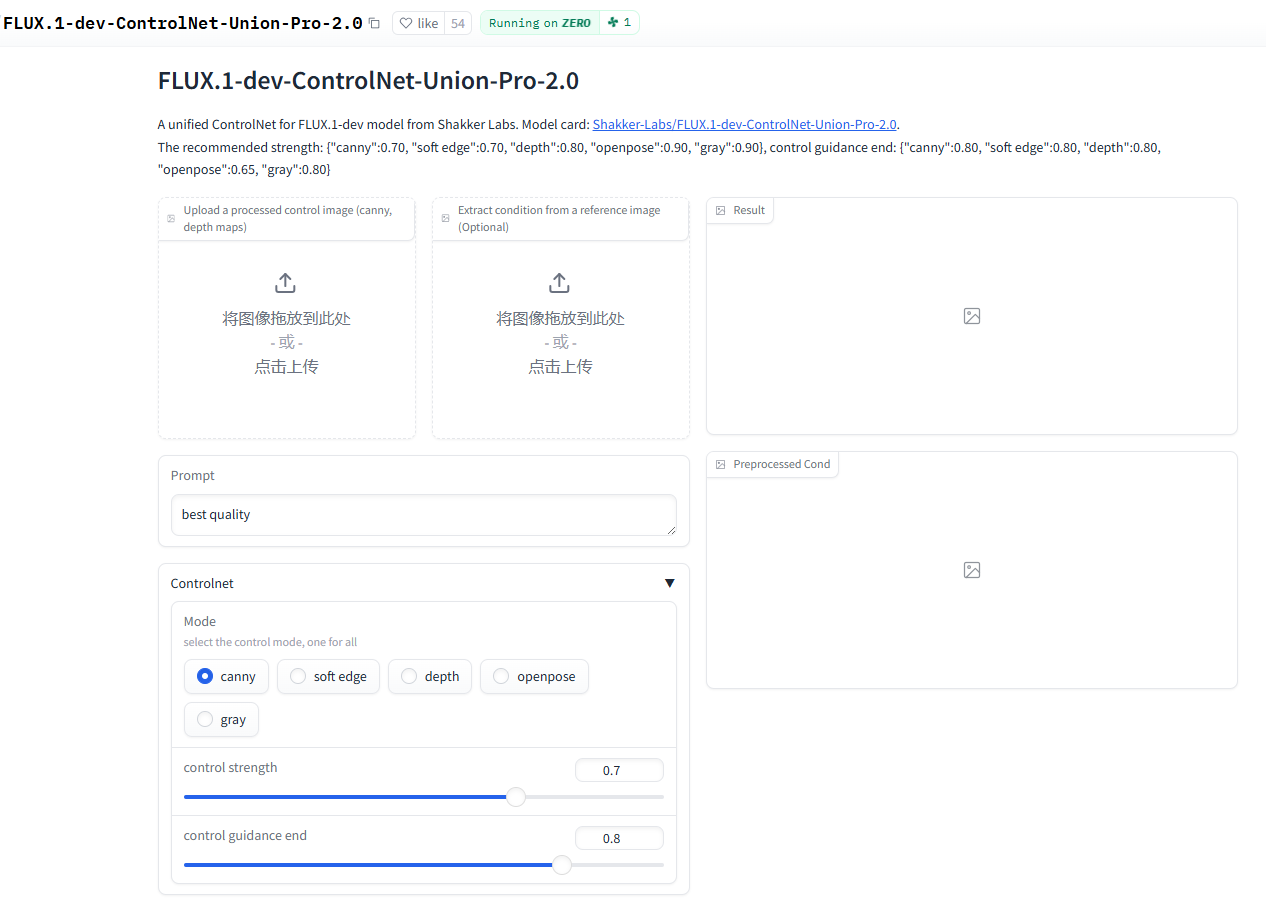 FLUX.1-dev-ControlNet-Union-Pro-2.0
like 54
Running on ZERO 1
FLUX.1-dev-ControlNet-Union-Pro-2.0
A unified ControlNet for FLUX.1-dev model from Shakker Labs. Model card: Shakker-Labs/FLUX.1-dev-ControlNet-Union-Pro-2.0.
The recommended strength: {"canny":0.70, "soft edge":0.70, "depth":0.80, "openpose":0.90, "gray":0.90}, control guidance end: {"canny":0.80, "soft edge":0.80, "depth":0.80,
"openpose":0.65, "gray":0.80}
Upload a processed control image (canny,
depth maps)
将图像拖放到此处
- 或 -
点击上传
Extract condition from a reference image
(Optional)
将图像拖放到此处
- 或 -
点击上传
Result
Prompt
best quality
Preprocessed Cond
Controlnet ▼
Mode
select the control mode, one for all
canny soft edge depth openpose
gray
control strength 0.7
control guidance end 0.8